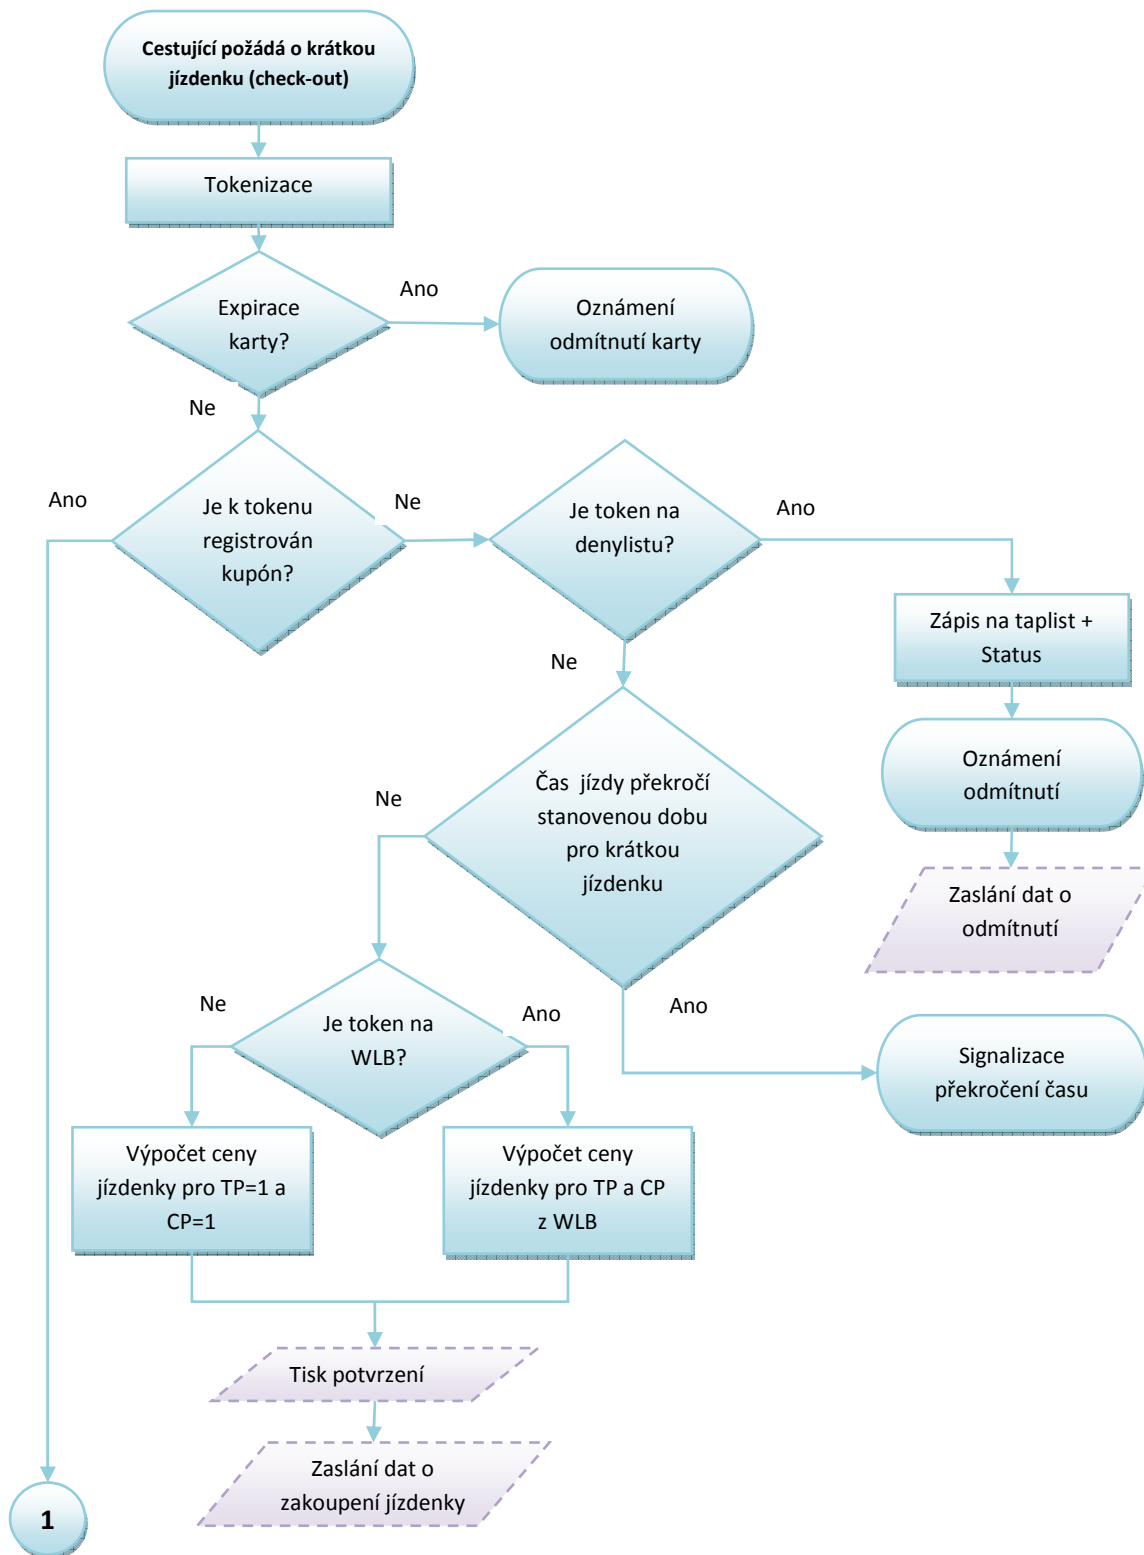 Cestující požádá o krátkou
jízdenku (check-out)
Tokenizace
Expirace
karty?
Ano
Oznámení
odmítnutí karty
Ne
Je k tokenu
registrován
kupón?
Ano
Ne
Je token na
denylistu?
Ano
Zápis na taplist +
Status
Oznámení
odmítnutí
Zaslání dat o
odmítnutí
Ne
Čas  jízdy překročí
stanovenou dobu
pro krátkou
jízdenku
Ne
Ano
Signalizace
překročení času
Je token na
WLB?
Ne
Ano
Výpočet ceny
jízdenky pro TP=1 a
CP=1
Výpočet ceny
jízdenky pro TP a CP
z WLB
Tisk potvrzení
Zaslání dat o
zakoupení jízdenky
1